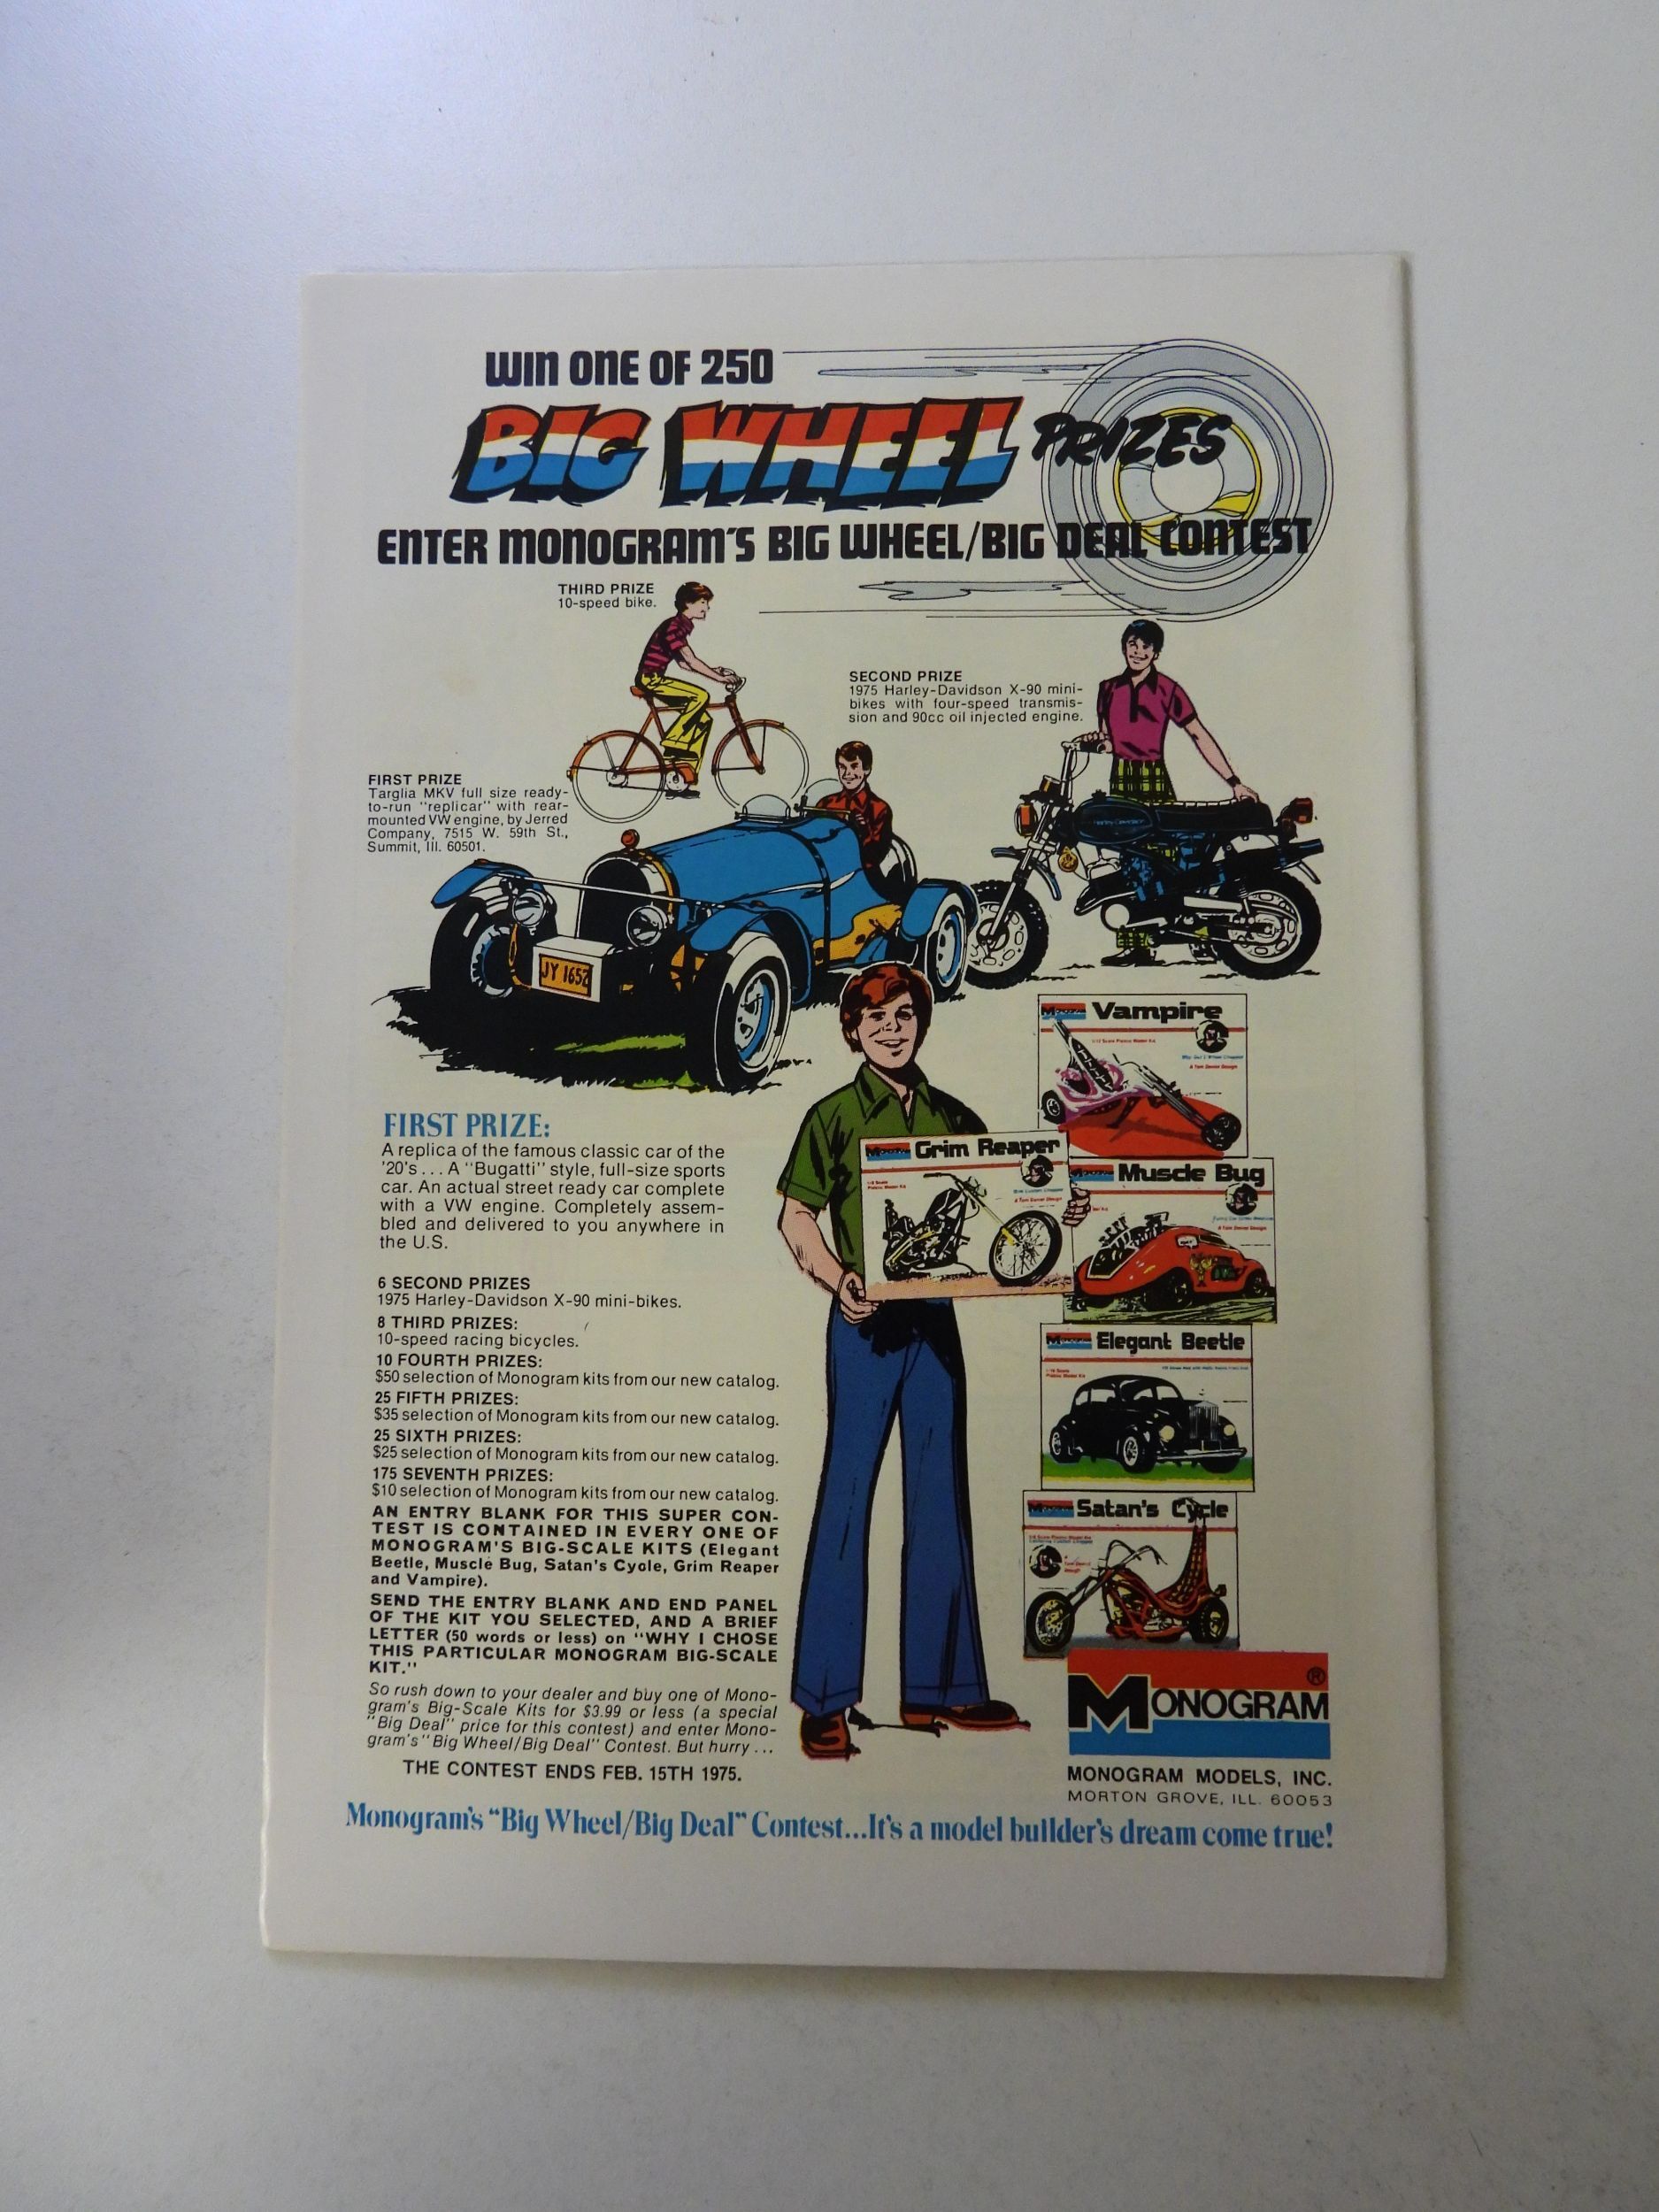 WIN ONE OF 250
BIG WHEEL PRIZES
ENTER MONOGRAM'S BIG WHEEL/BIG DEAL CONTEST
THIRD PRIZE
10-speed bike.
SECOND PRIZE
1975 Harley-Davidson X-90 mini-
bikes with four-speed transmis-
sion and 90cc oil injected engine.
FIRST PRIZE
Targlia MKV full size ready-
to-run "replicar" with rear-
mounted VW engine, by Jerred
Company, 7515 W. 59th St.,
Summit, Ill. 60501.
JY 1652
FIRST PRIZE:
A replica of the famous classic car of the
'20's... A "Bugatti" style, full-size sports
car. An actual street ready car complete
with a VW engine. Completely assem-
bled and delivered to you anywhere in
the U.S.
6 SECOND PRIZES
1975 Harley-Davidson X-90 mini-bikes.
8 THIRD PRIZES:
10-speed racing bicycles.
10 FOURTH PRIZES:
$50 selection of Monogram kits from our new catalog.
25 FIFTH PRIZES:
$35 selection of Monogram kits from our new catalog.
25 SIXTH PRIZES:
$25 selection of Monogram kits from our new catalog.
175 SEVENTH PRIZES:
$10 selection of Monogram kits from our new catalog.
AN ENTRY BLANK FOR THIS SUPER CON-
TEST IS CONTAINED IN EVERY ONE OF
MONOGRAM'S BIG-SCALE KITS (Elegant
Beetle, Muscle Bug, Satan's Cycle, Grim Reaper
and Vampire).
SEND THE ENTRY BLANK AND END PANEL
OF THE KIT YOU SELECTED, AND A BRIEF
LETTER (50 words or less) on "WHY I CHOSE
THIS PARTICULAR MONOGRAM BIG-SCALE
KIT."
So rush down to your dealer and buy one of Mono-
gram's Big-Scale Kits for $3.99 or less (a special
"Big Deal" price for this contest) and enter Mono-
gram's "Big Wheel/Big Deal" Contest. But hurry...
THE CONTEST ENDS FEB. 15TH 1975.
Vampire
A Tom Daniel Design
Grim Reaper
A Tom Daniel Design
Muscle Bug
A Tom Daniel Design
Elegant Beetle
Satan's Cycle
MONOGRAM ®
MONOGRAM MODELS, INC.
MORTON GROVE, ILL. 60053
Monogram's "Big Wheel/Big Deal" Contest...It's a model builder's dream come true!